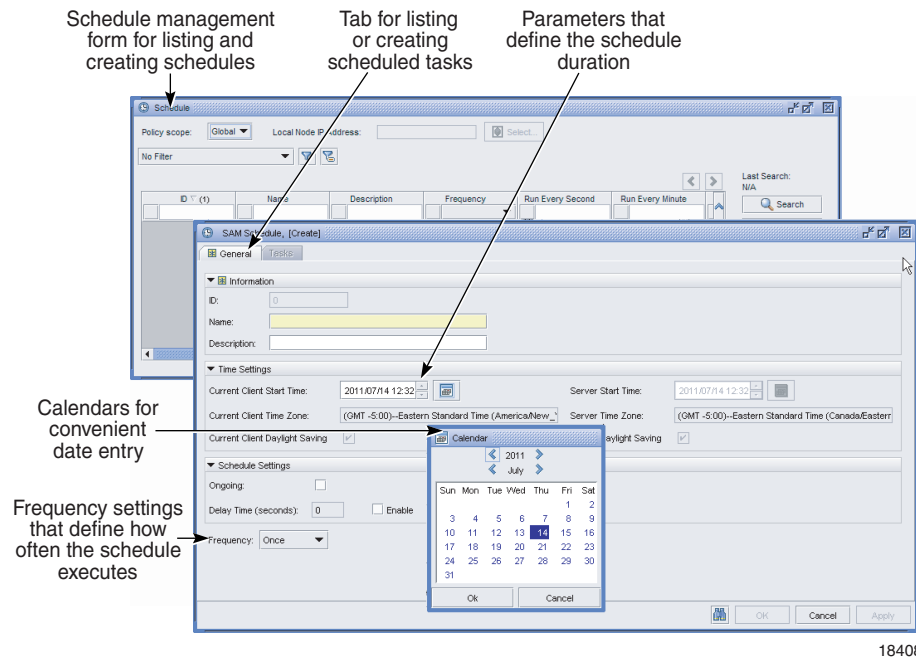 Schedule management
form for listing and
creating schedules
Tab for listing
or creating
scheduled tasks
Parameters that
define the schedule
duration
Schedule
Policy scope: Global Local Node IP Address: Select...
No Filter
Last Search:
N/A
ID (1) Name Description Frequency Run Every Second Run Every Minute
Search
SAM Schedule, [Create]
General Tasks
Information
ID: 0
Name:
Description:
Time Settings
Current Client Start Time: 2011/07/14 12:32 Server Start Time: 2011/07/14 12:32
Current Client Time Zone: (GMT -5:00)--Eastern Standard Time (America/New_ Server Time Zone: (GMT -5:00)--Eastern Standard Time (Canada/Eastern
Current Client Daylight Saving aylight Saving
Calendars for
convenient
date entry
Calendar
2011
July
Sun Mon Tue Wed Thu Fri Sat
1 2
3 4 5 6 7 8 9
10 11 12 13 14 15 16
17 18 19 20 21 22 23
24 25 26 27 28 29 30
31
Ok Cancel
Schedule Settings
Ongoing:
Delay Time (seconds): 0 Enable
Frequency: Once
Frequency settings
that define how
often the schedule
executes
OK Cancel Apply
18408